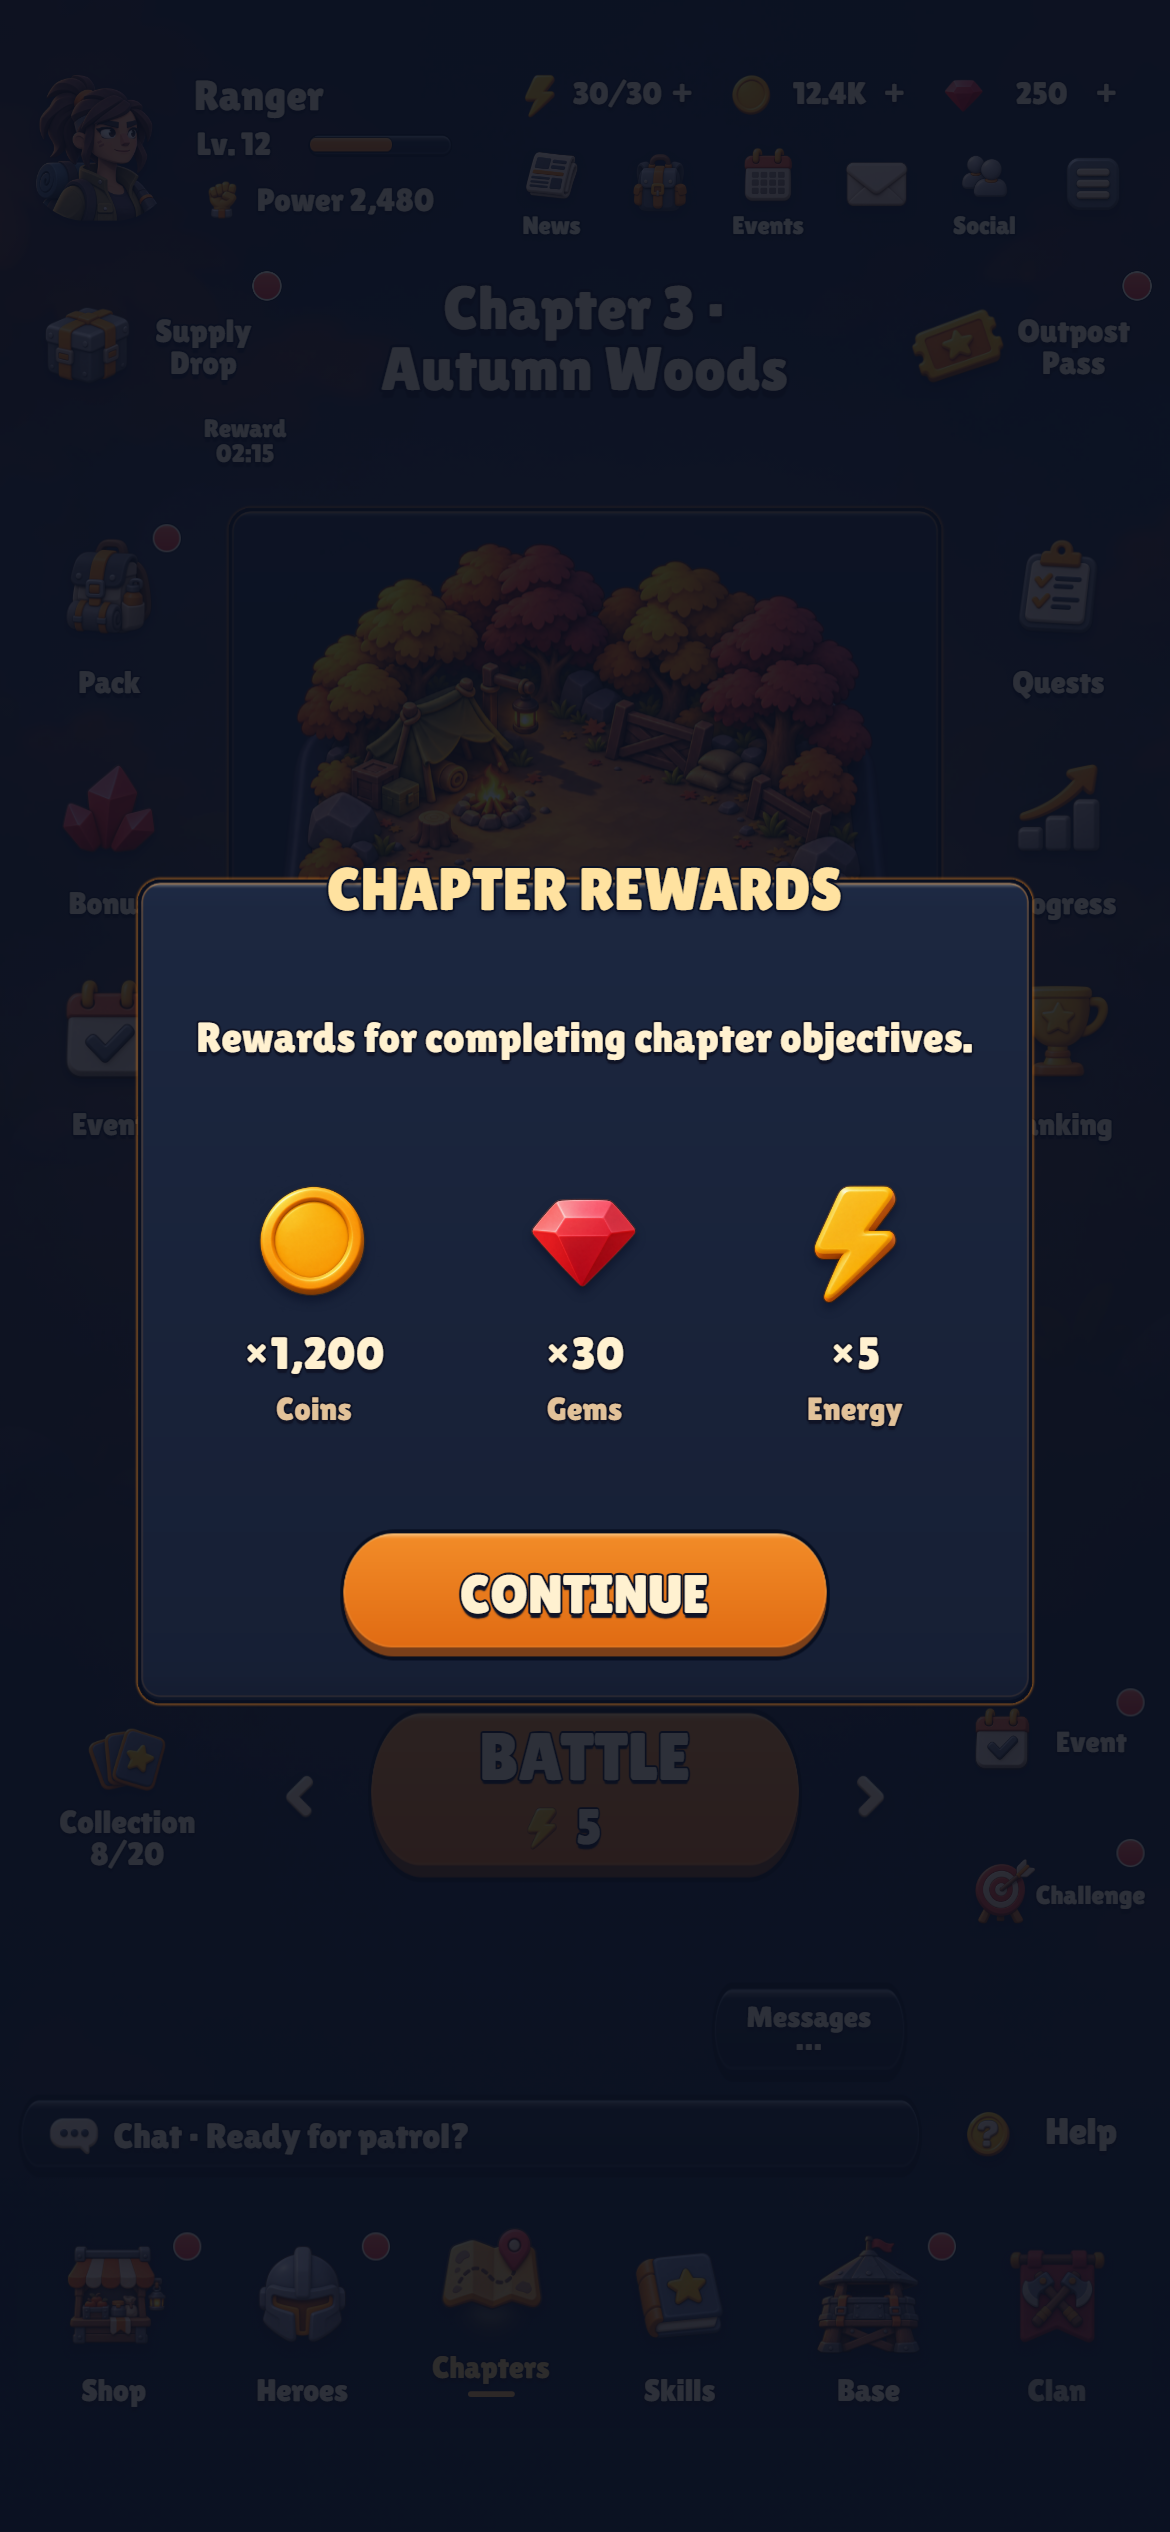 Ranger
Lv. 12
Power 2,480
30/30 +
12.4K +
250 +
News
Events
Social
Supply
Drop
Reward
02:15
Chapter 3 ·
Autumn Woods
Outpost
Pass
Pack
Quests
Bonu
ogress
Even
nking
CHAPTER REWARDS
Rewards for completing chapter objectives.
×1,200
Coins
×30
Gems
×5
Energy
CONTINUE
Collection
8/20
BATTLE
5
Event
Challenge
Messages
...
Chat · Ready for patrol?
Help
Shop
Heroes
Chapters
Skills
Base
Clan